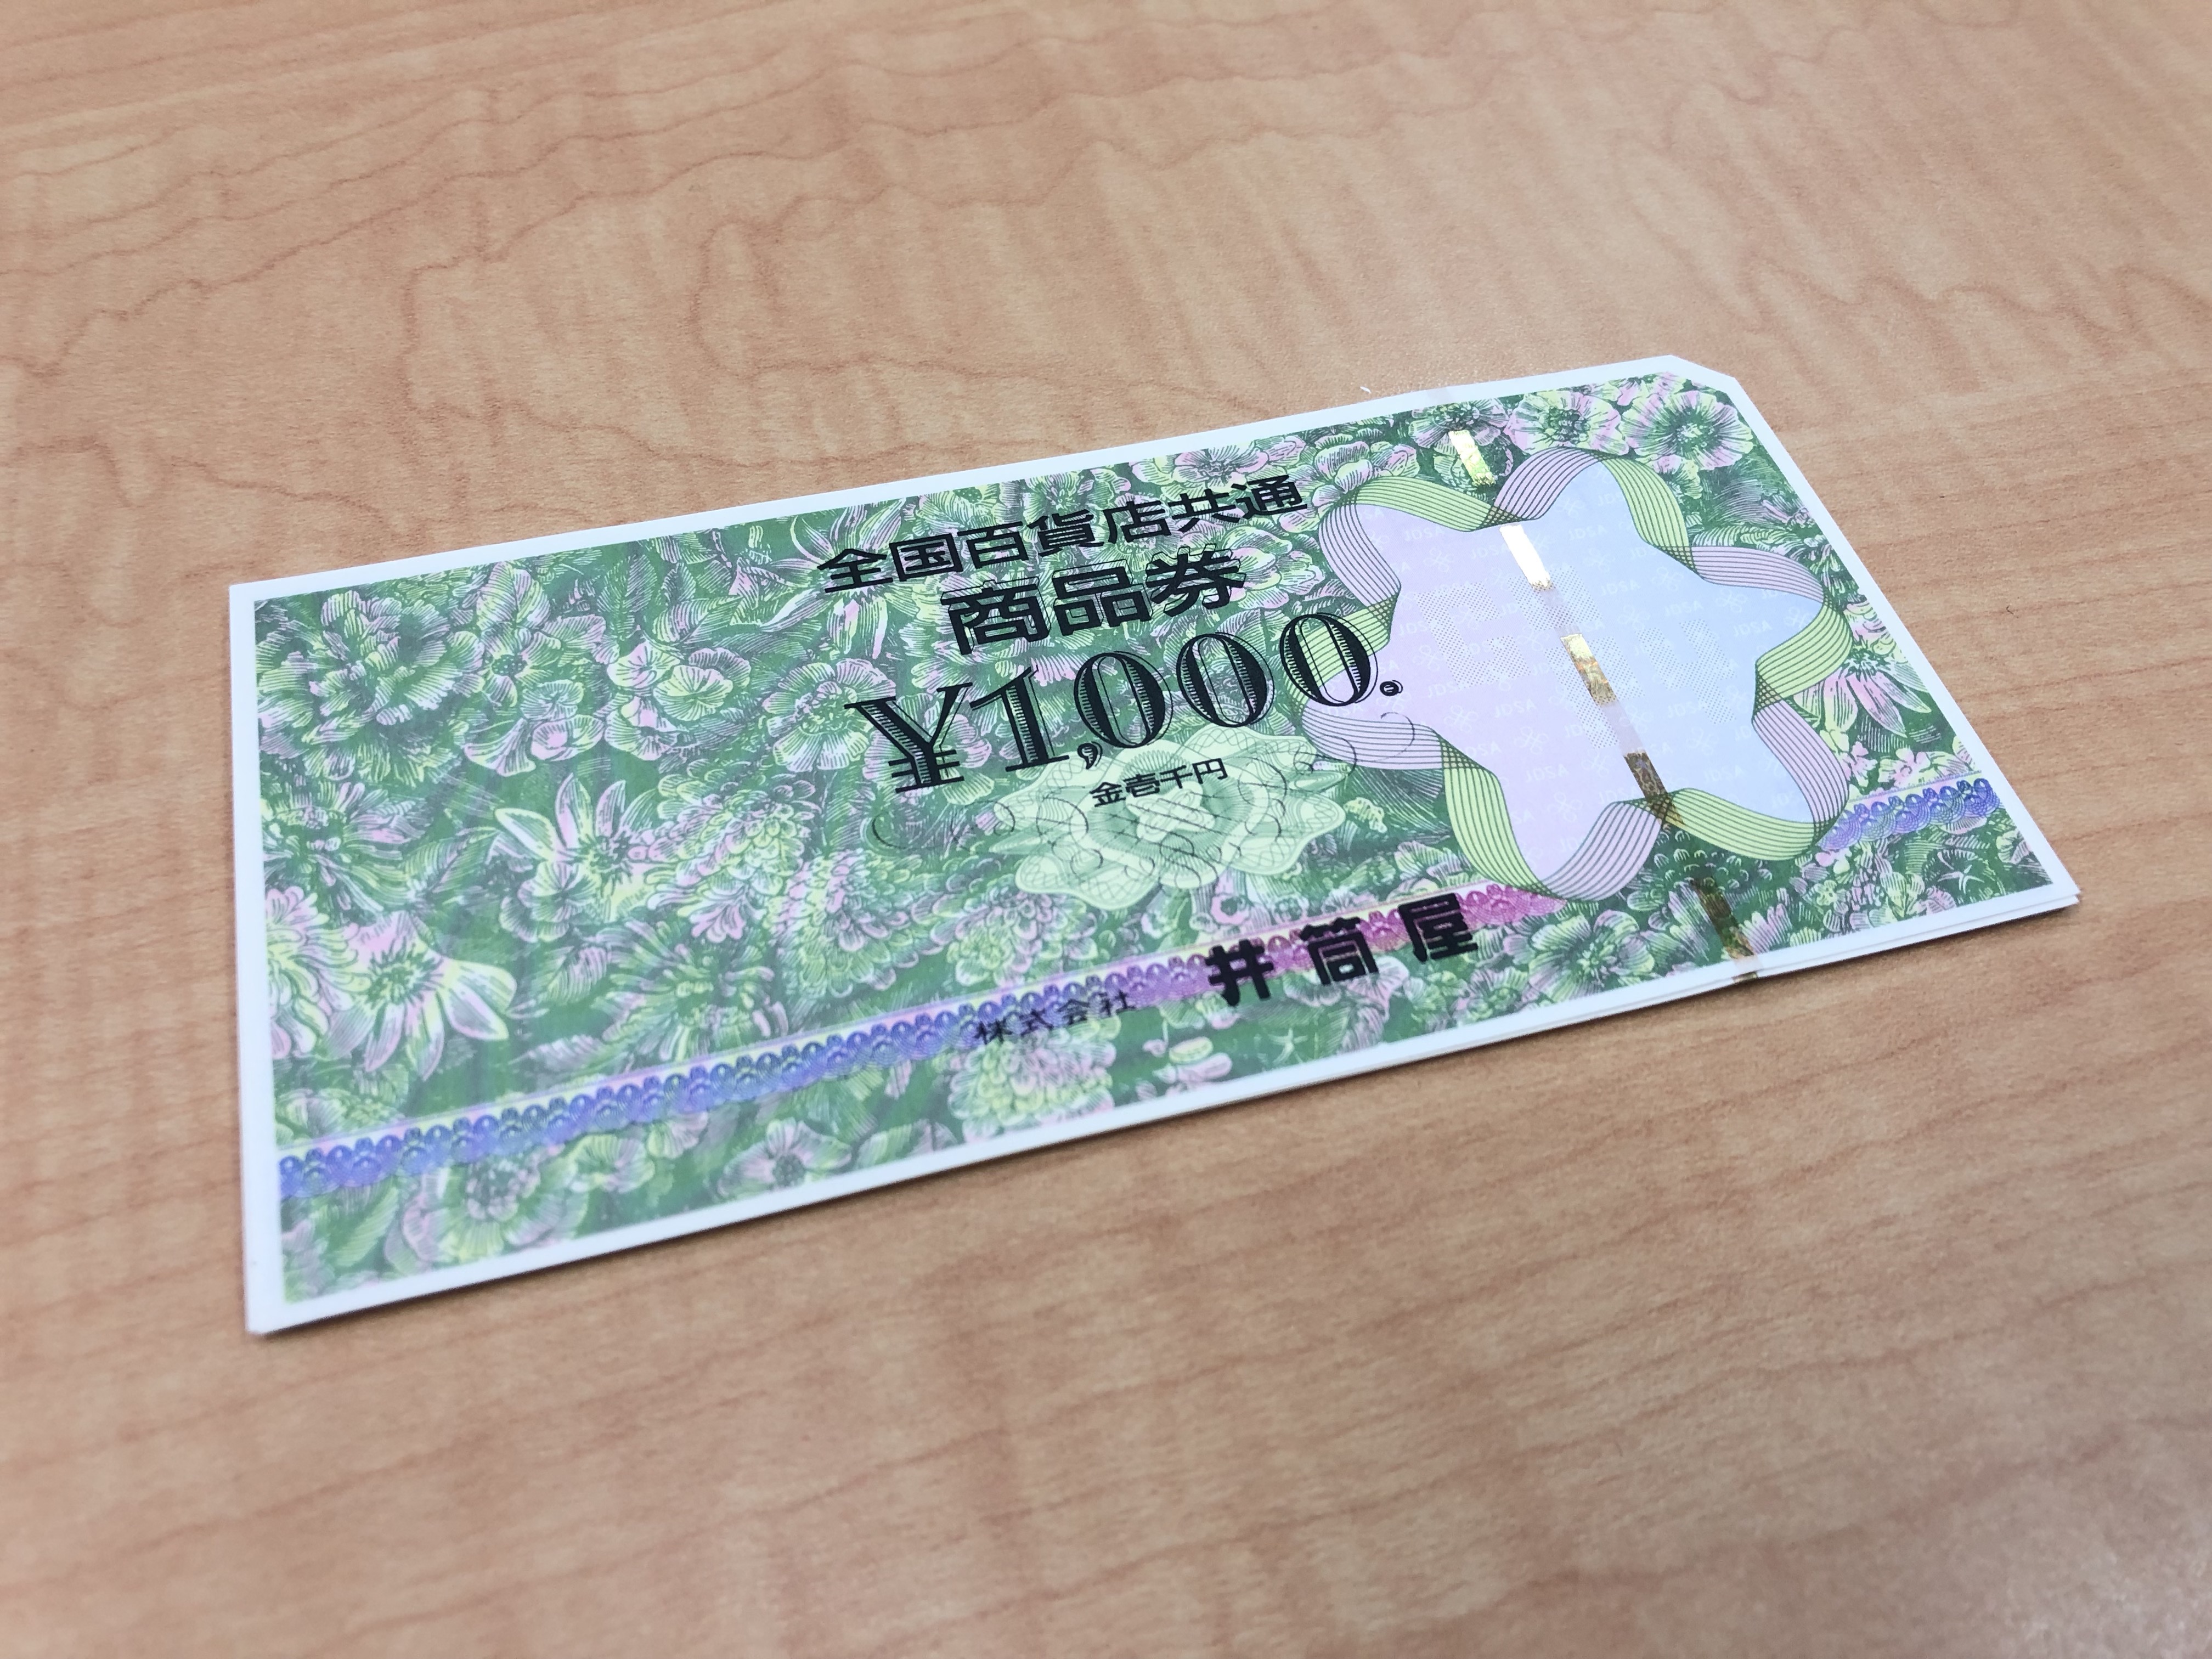 全国百貨店共通
商品券
¥1,000.
金壱千円
株式会社 井筒屋